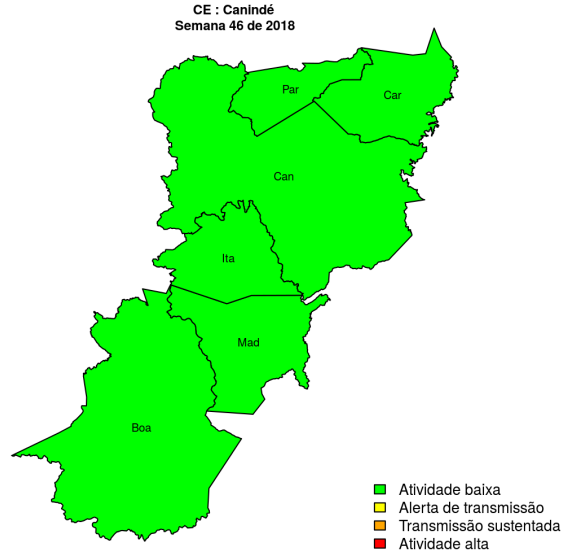 CE : Canindé
Semana 46 de 2018
Par
Car
Can
Ita
Mad
Boa
Atividade baixa
Alerta de transmissão
Transmissão sustentada
Atividade alta